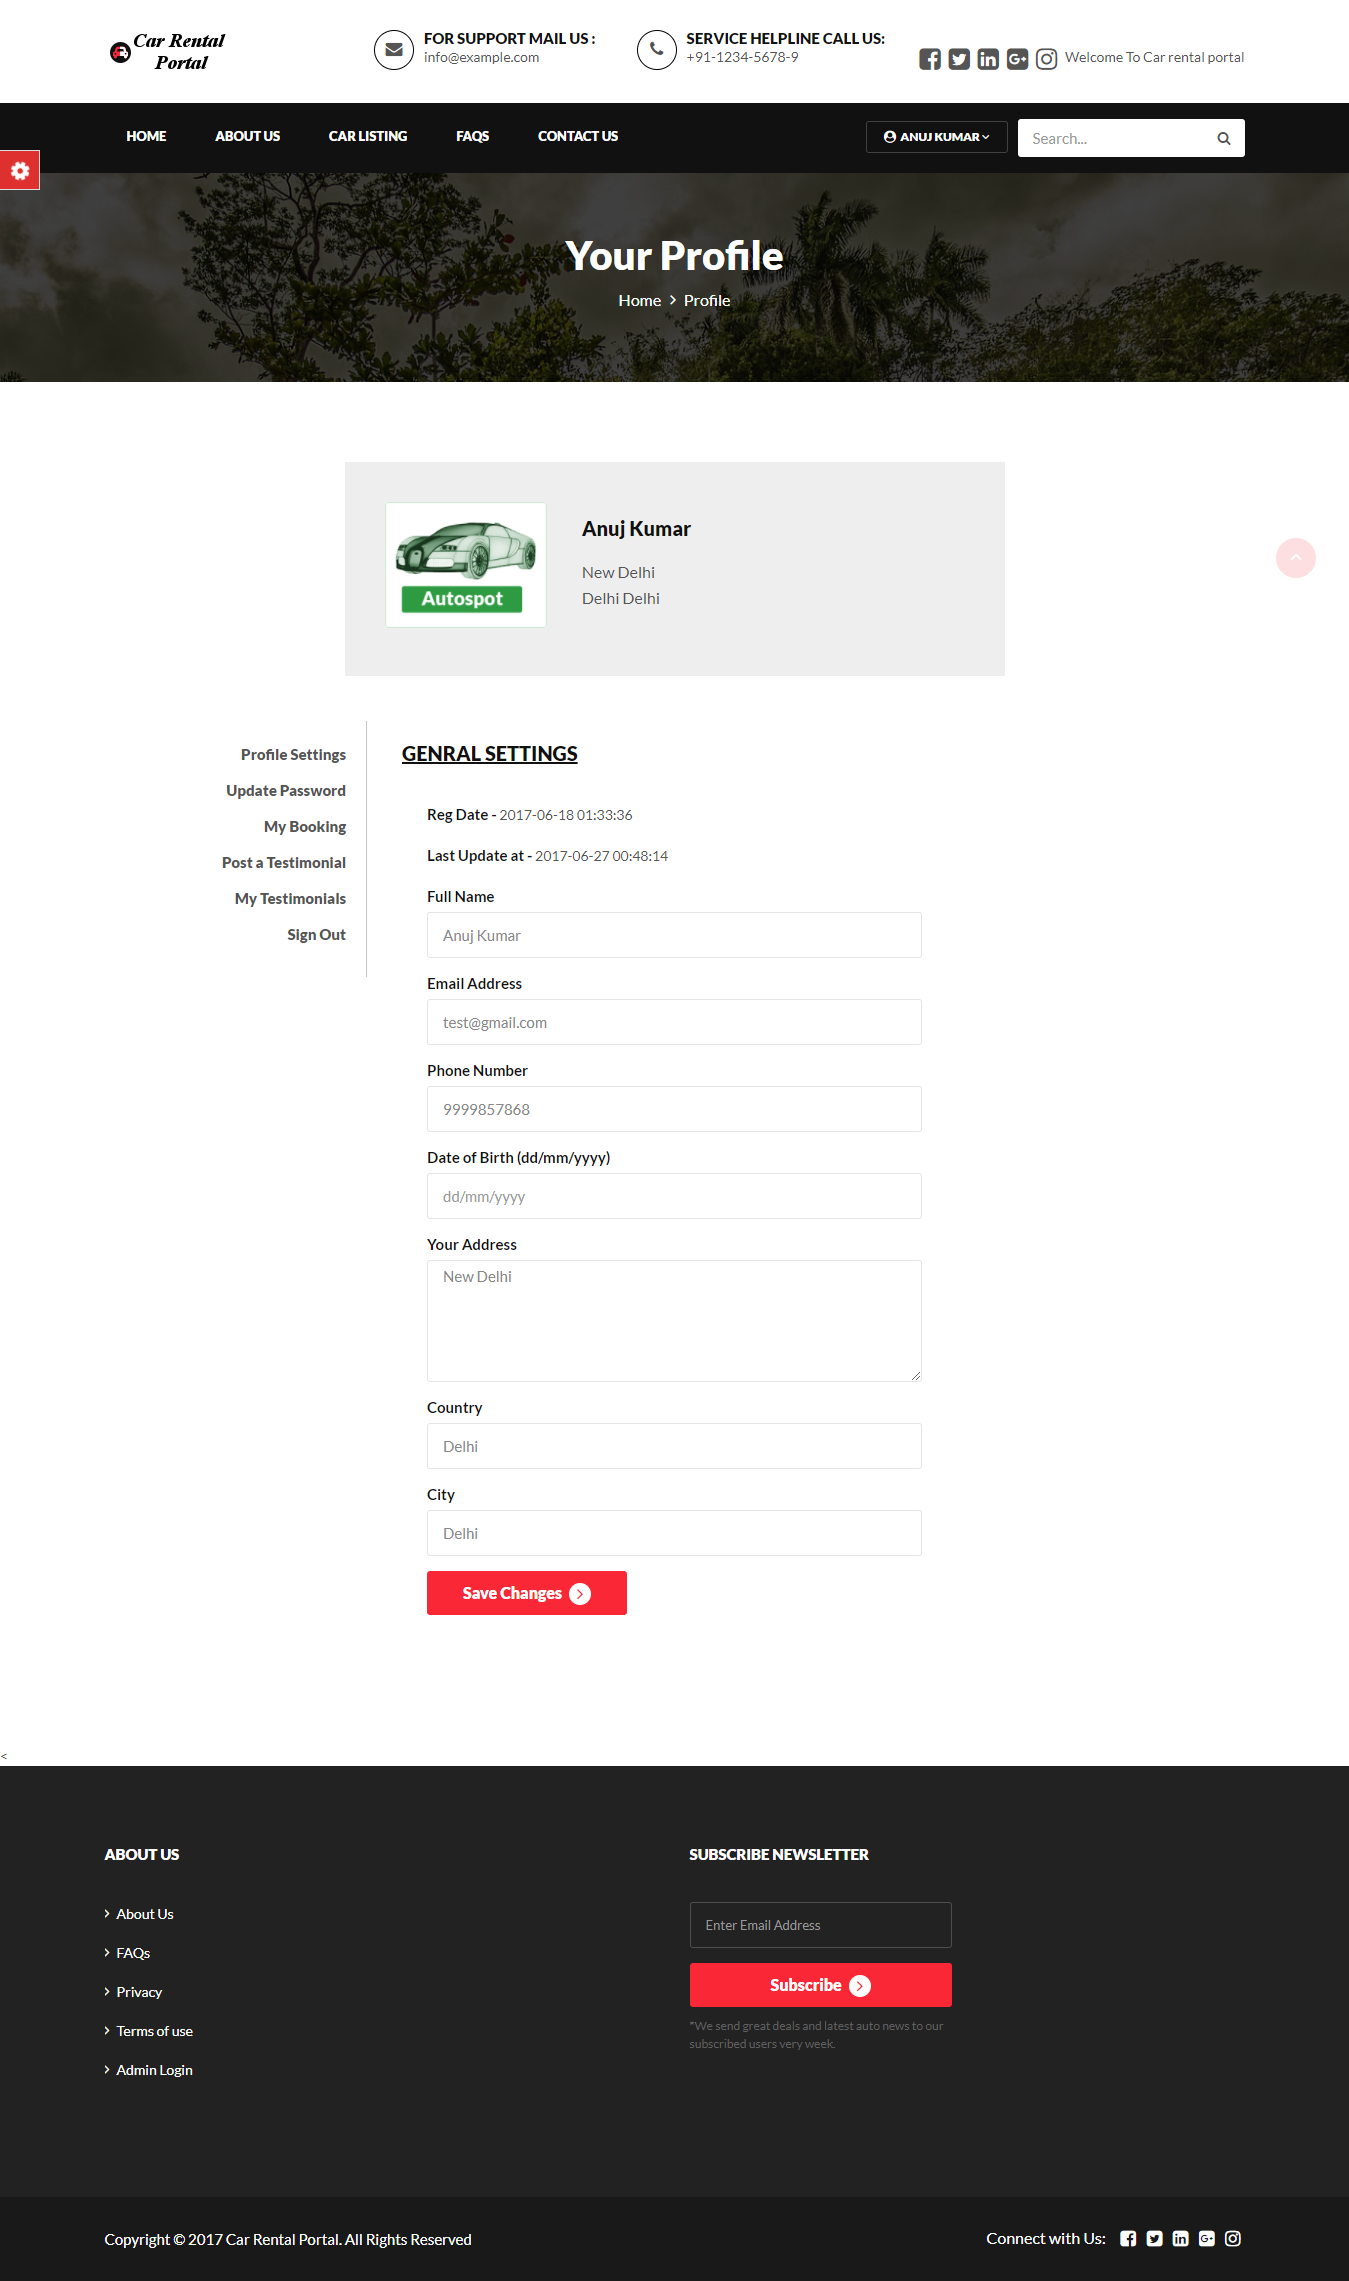 Car Rental
Portal
FOR SUPPORT MAIL US :
info@example.com
SERVICE HELPLINE CALL US:
+91-1234-5678-9
Welcome To Car rental portal
HOME
ABOUT US
CAR LISTING
FAQS
CONTACT US
ANUJ KUMAR
Search...
Your Profile
Home > Profile
Autospot
Anuj Kumar
New Delhi
Delhi Delhi
Profile Settings
Update Password
My Booking
Post a Testimonial
My Testimonials
Sign Out
GENRAL SETTINGS
Reg Date - 2017-06-18 01:33:36
Last Update at - 2017-06-27 00:48:14
Full Name
Anuj Kumar
Email Address
test@gmail.com
Phone Number
9999857868
Date of Birth (dd/mm/yyyy)
dd/mm/yyyy
Your Address
New Delhi
Country
Delhi
City
Delhi
Save Changes
<
ABOUT US
About Us
FAQs
Privacy
Terms of use
Admin Login
SUBSCRIBE NEWSLETTER
Enter Email Address
Subscribe
*We send great deals and latest auto news to our
subscribed users very week.
Copyright © 2017 Car Rental Portal. All Rights Reserved
Connect with Us: